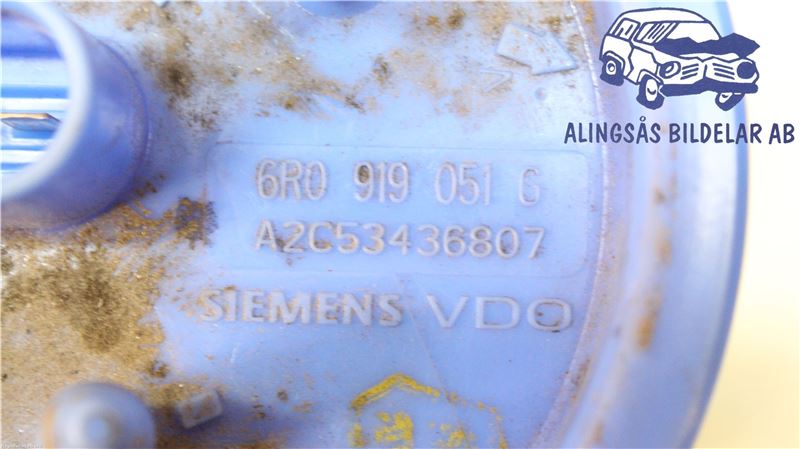 ALINGSÅS BILDELAR AB
6R0 919 051 G
A2C53436807
SIEMENS VDO